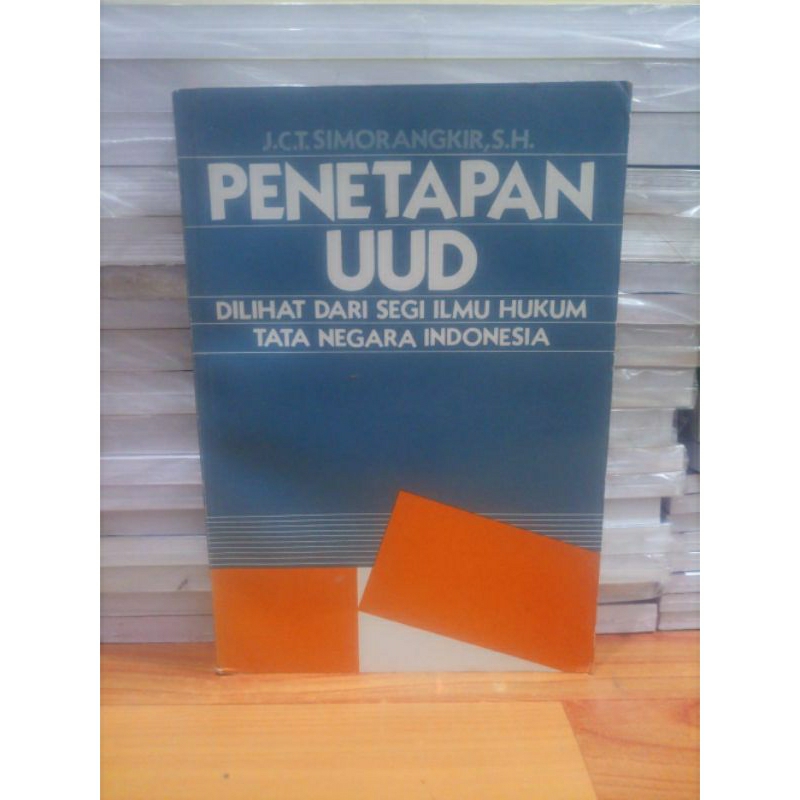 J.C.T. SIMORANGKIR, S.H.
PENETAPAN
UUD
DILIHAT DARI SEGI ILMU HUKUM
TATA NEGARA INDONESIA